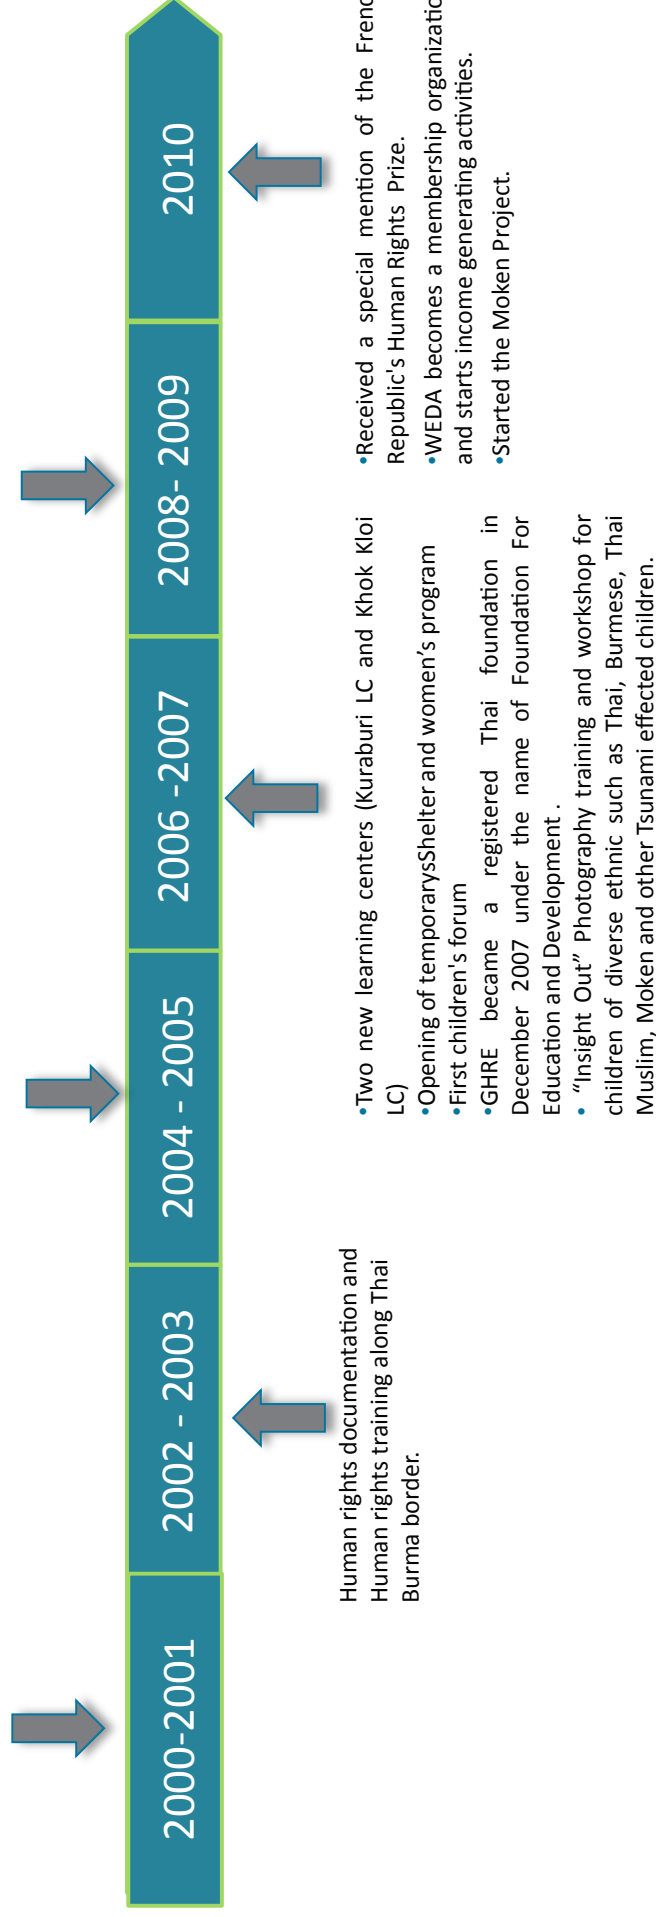 2000-2001
2002 - 2003
2004 - 2005
2006 -2007
2008- 2009
2010
Human rights documentation and
Human rights training along Thai
Burma border.
•Two new learning centers (Kuraburi LC and Khok Kloi
LC)
•Opening of temporarysShelter and women’s program
•First children's forum
•GHRE became a registered Thai foundation in
December 2007 under the name of Foundation For
Education and Development .
• “Insight Out” Photography training and workshop for
children of diverse ethnic such as Thai, Burmese, Thai
Muslim, Moken and other Tsunami effected children.
•Received a special mention of the
Republic's Human Rights Prize.
•WEDA becomes a membership
and starts income generating activities.
•Started the Moken Project.